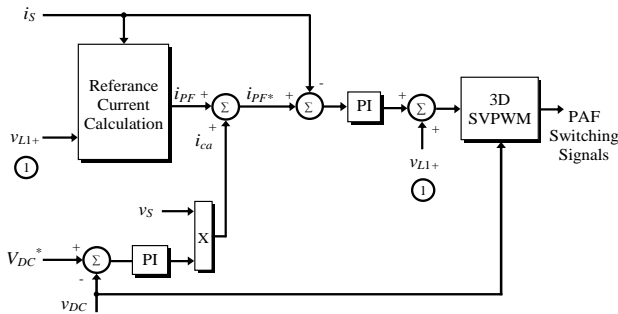 i_S
Referance
Current
Calculation
v_L1+
1
i_PF
+
Σ
+
i_ca
i_PF*
+
-
Σ
PI
+
Σ
+
v_L1+
1
3D
SVPWM
PAF
Switching
Signals
v_S
X
V_DC*
+
Σ
-
PI
v_DC